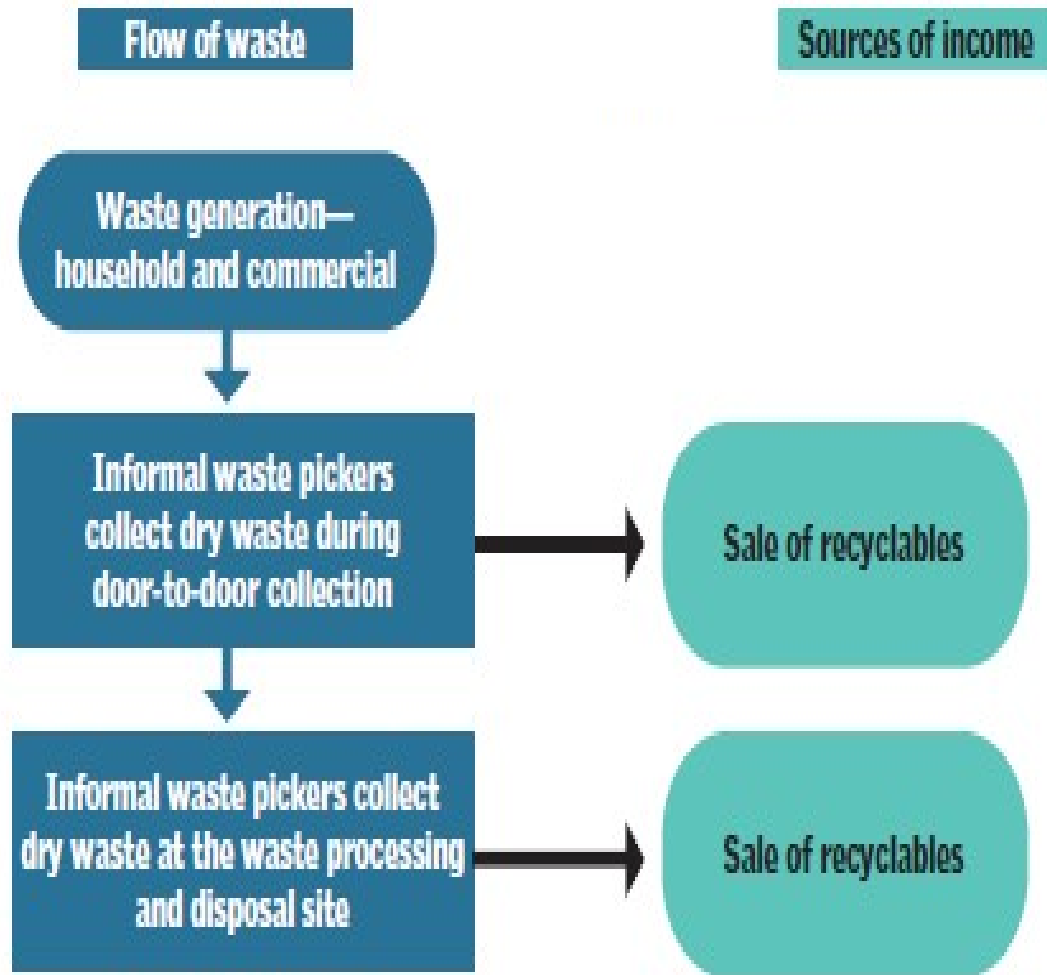 Flow of waste
Sources of income
Waste generation—
household and commercial
Informal waste pickers
collect dry waste during
door-to-door collection
Sale of recyclables
Informal waste pickers collect
dry waste at the waste processing
and disposal site
Sale of recyclables